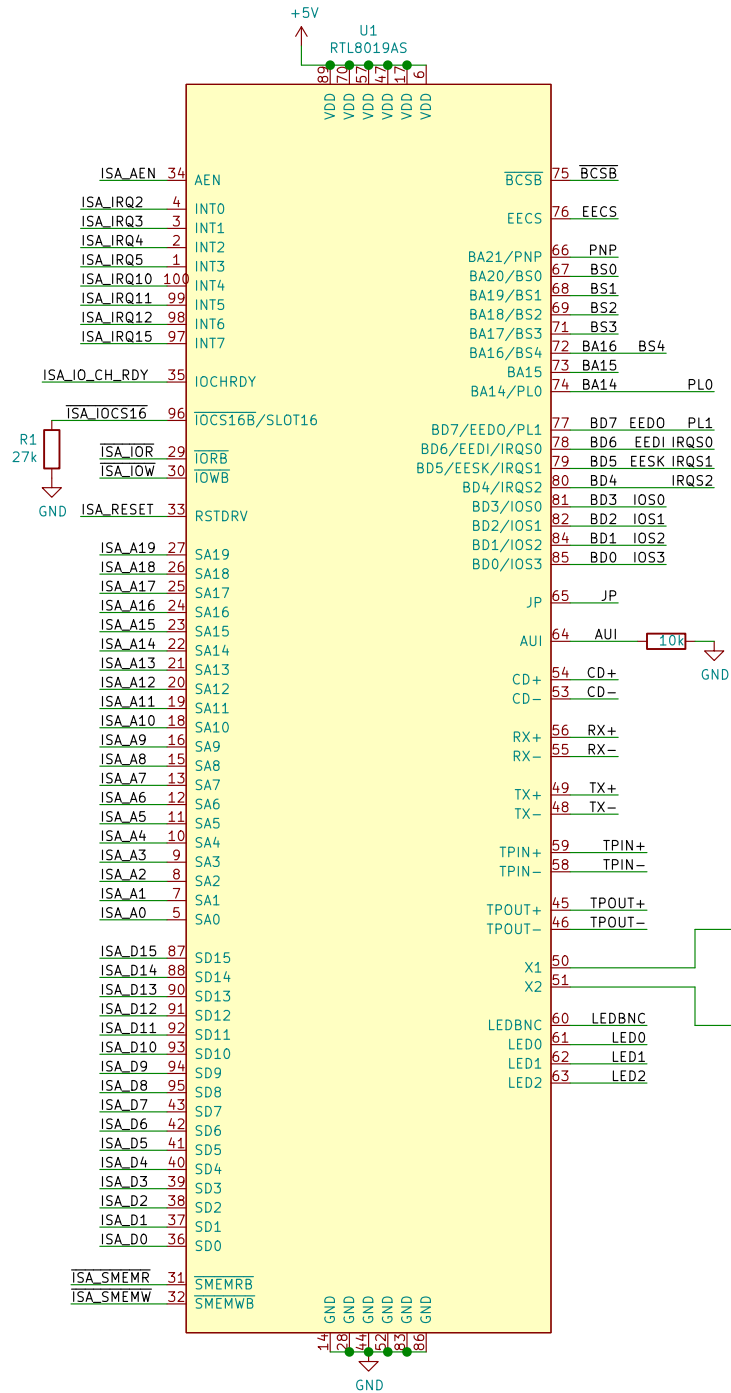 +5V
U1
RTL8019AS
89 70 57 47 17 6
VDD VDD VDD VDD VDD VDD
ISA_AEN 34 AEN
ISA_IRQ2 4 INT0
ISA_IRQ3 3 INT1
ISA_IRQ4 2 INT2
ISA_IRQ5 1 INT3
ISA_IRQ10 100 INT4
ISA_IRQ11 99 INT5
ISA_IRQ12 98 INT6
ISA_IRQ15 97 INT7
ISA_IO_CH_RDY 35 IOCHRDY
ISA_IOCS16 96 IOCS16B/SLOT16
R1
27k
GND
ISA_IOR 29 IORB
ISA_IOW 30 IOWB
ISA_RESET 33 RSTDRV
ISA_A19 27 SA19
ISA_A18 26 SA18
ISA_A17 25 SA17
ISA_A16 24 SA16
ISA_A15 23 SA15
ISA_A14 22 SA14
ISA_A13 21 SA13
ISA_A12 20 SA12
ISA_A11 19 SA11
ISA_A10 18 SA10
ISA_A9 16 SA9
ISA_A8 15 SA8
ISA_A7 13 SA7
ISA_A6 12 SA6
ISA_A5 11 SA5
ISA_A4 10 SA4
ISA_A3 9 SA3
ISA_A2 8 SA2
ISA_A1 7 SA1
ISA_A0 5 SA0
ISA_D15 87 SD15
ISA_D14 88 SD14
ISA_D13 90 SD13
ISA_D12 91 SD12
ISA_D11 92 SD11
ISA_D10 93 SD10
ISA_D9 94 SD9
ISA_D8 95 SD8
ISA_D7 43 SD7
ISA_D6 42 SD6
ISA_D5 41 SD5
ISA_D4 40 SD4
ISA_D3 39 SD3
ISA_D2 38 SD2
ISA_D1 37 SD1
ISA_D0 36 SD0
ISA_SMEMR 31 SMEMRB
ISA_SMEMW 32 SMEMWB
BCSB 75 BCSB
EECS 76 EECS
BA21/PNP 66 PNP
BA20/BS0 67 BS0
BA19/BS1 68 BS1
BA18/BS2 69 BS2
BA17/BS3 71 BS3
BA16/BS4 72 BA16 BS4
BA15 73 BA15
BA14/PL0 74 BA14 PL0
BD7/EEDO/PL1 77 BD7 EEDO PL1
BD6/EEDI/IRQS0 78 BD6 EEDI IRQS0
BD5/EESK/IRQS1 79 BD5 EESK IRQS1
BD4/IRQS2 80 BD4 IRQS2
BD3/IOS0 81 BD3 IOS0
BD2/IOS1 82 BD2 IOS1
BD1/IOS2 84 BD1 IOS2
BD0/IOS3 85 BD0 IOS3
JP 65 JP
AUI 64 AUI 10k
GND
CD+ 54 CD+
CD- 53 CD-
RX+ 56 RX+
RX- 55 RX-
TX+ 49 TX+
TX- 48 TX-
TPIN+ 59 TPIN+
TPIN- 58 TPIN-
TPOUT+ 45 TPOUT+
TPOUT- 46 TPOUT-
X1 50
X2 51
LEDBNC 60 LEDBNC
LED0 61 LED0
LED1 62 LED1
LED2 63 LED2
GND GND GND GND GND GND
14 28 44 52 83 86
GND